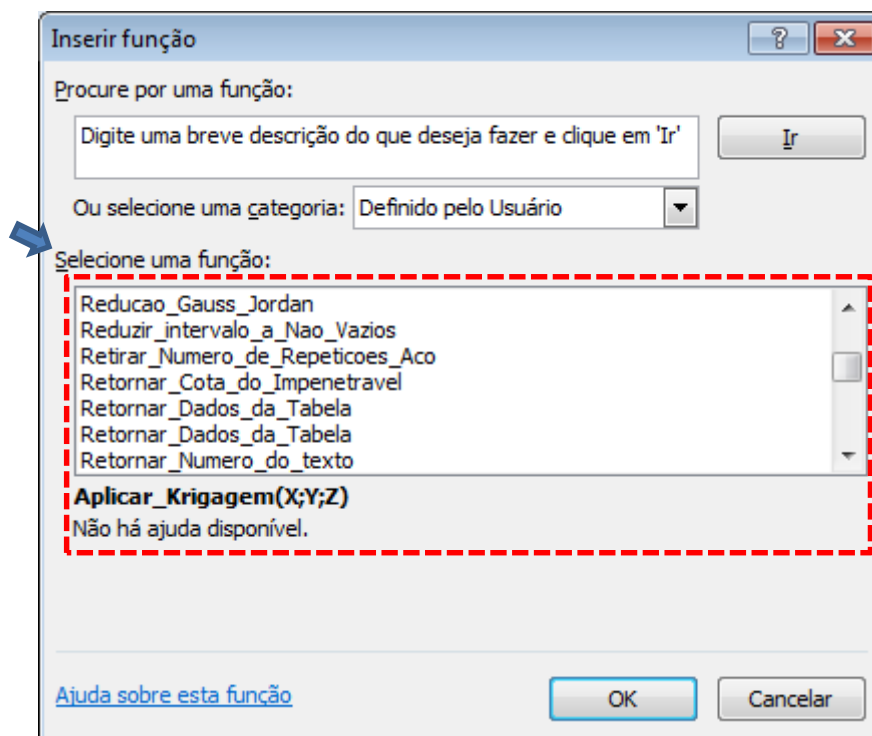 Inserir função
Procure por uma função:
Digite uma breve descrição do que deseja fazer e clique em 'Ir'
Ir
Ou selecione uma categoria: Definido pelo Usuário
Selecione uma função:
Reducao_Gauss_Jordan
Reduzir_intervalo_a_Nao_Vazios
Retirar_Numero_de_Repeticoes_Aco
Retornar_Cota_do_Impenetravel
Retornar_Dados_da_Tabela
Retornar_Dados_da_Tabela
Retornar_Numero_do_texto
Aplicar_Krigagem(X;Y;Z)
Não há ajuda disponível.
Ajuda sobre esta função
OK
Cancelar